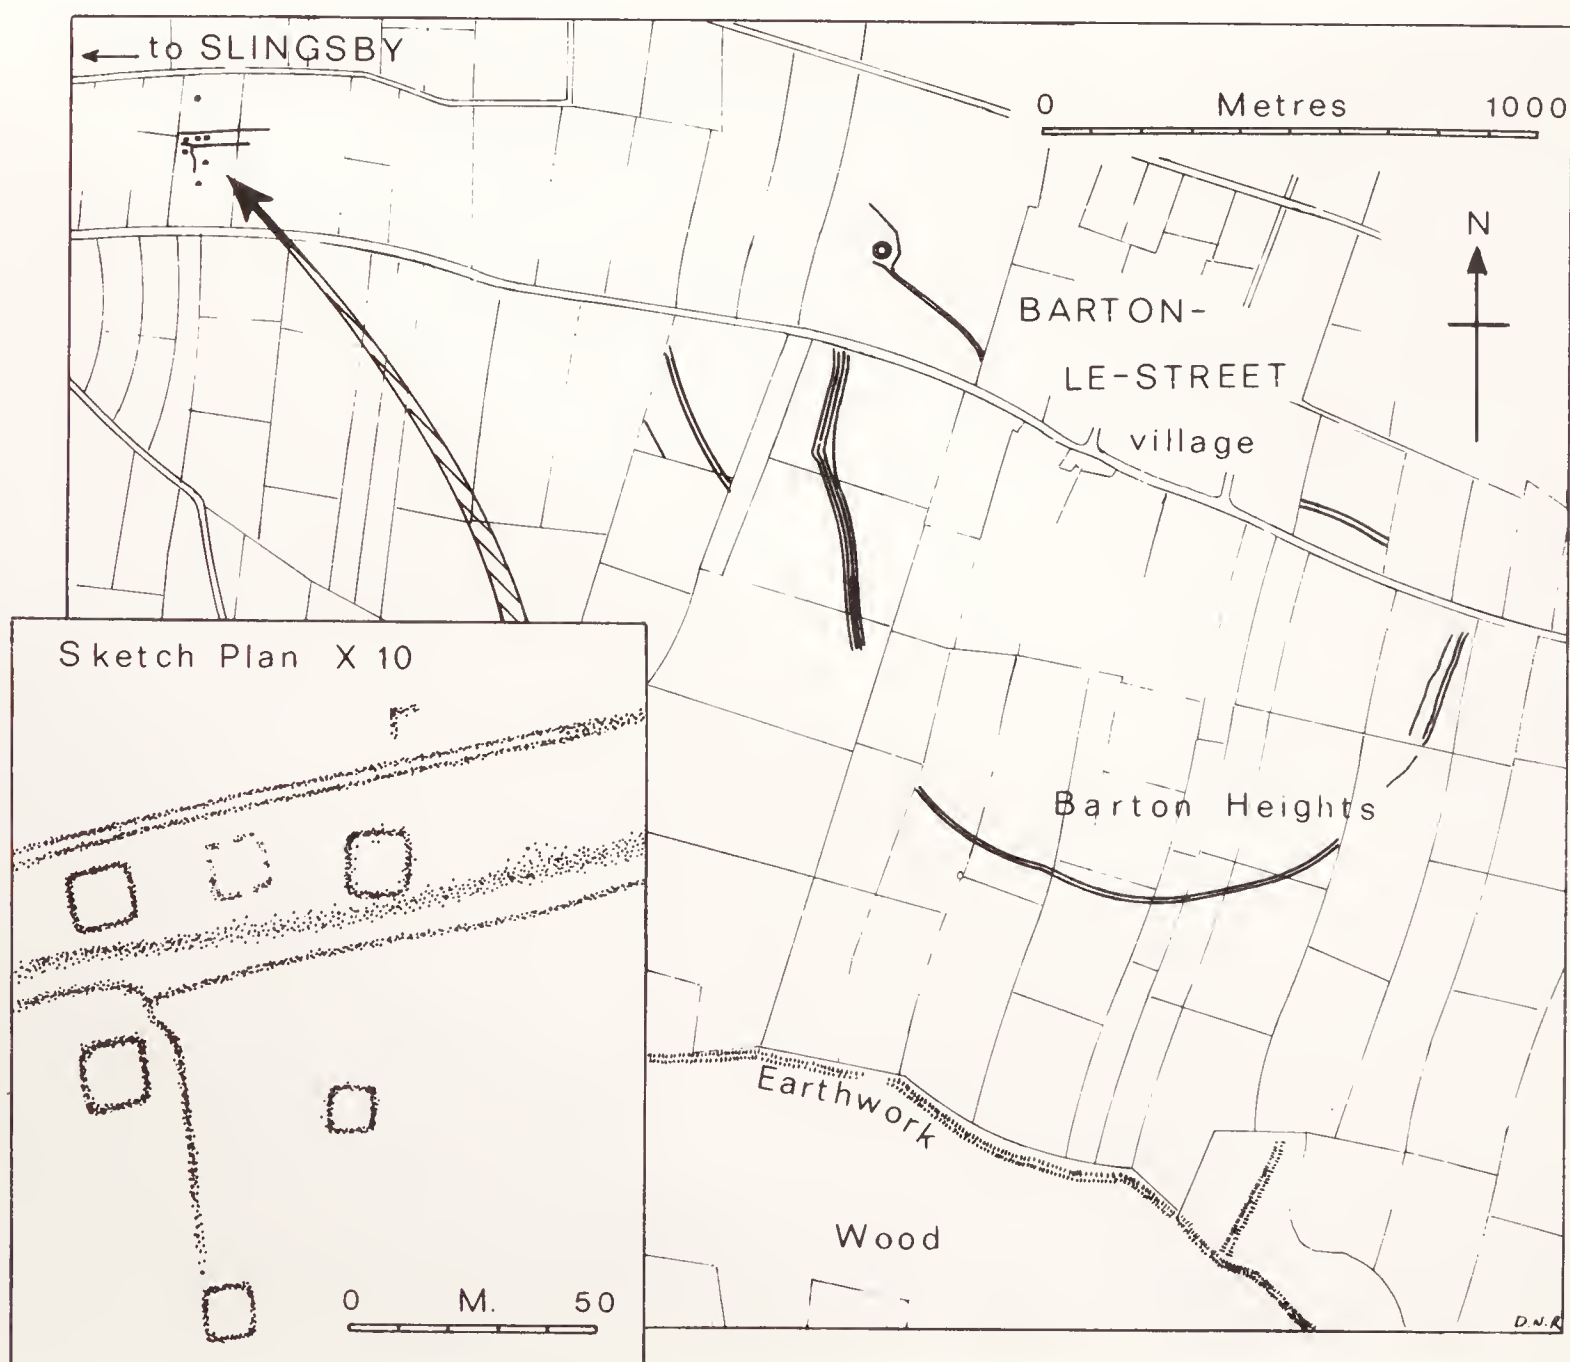 ← to SLINGSBY
0 Metres 1000
N
BARTON-
LE-STREET
village
Sketch Plan X 10
Barton Heights
Earthwork
Wood
0 M. 50
D.N.R